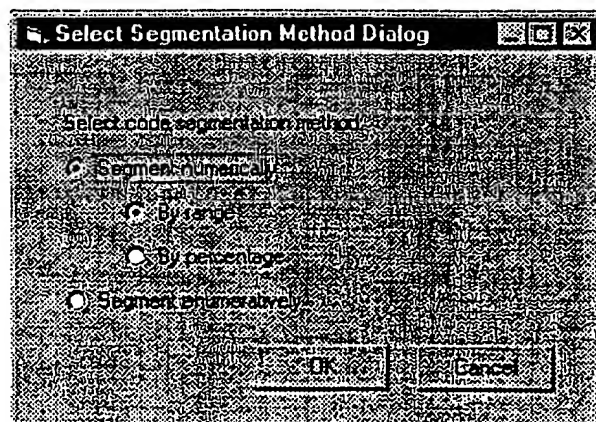 Select Segmentation Method Dialog
Select code segmentation method:
Segment numerically
By range
By percentage
Segment enumeratively
OK
Cancel